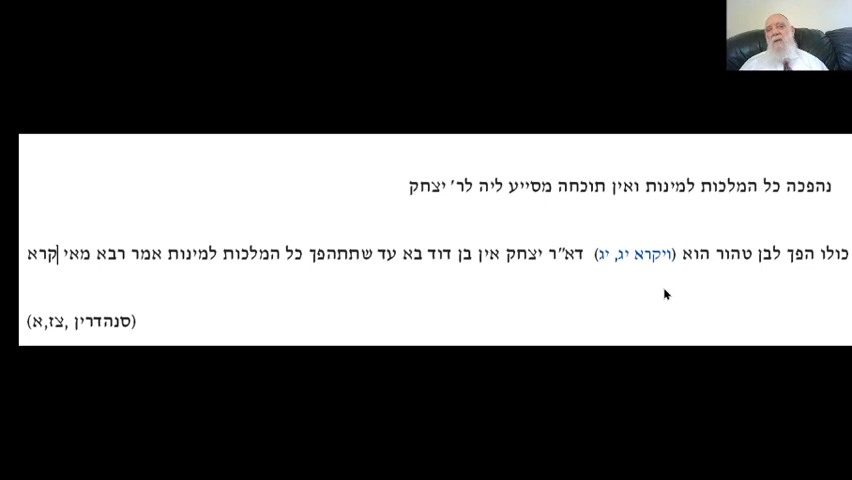 נהפכה כל המלכות למינות ואין תוכחה מסייע ליה לר׳ יצחק
כולו הפך לבן טהור הוא (ויקרא יג, יג) דא״ר יצחק אין בן דוד בא עד שתתהפך כל המלכות למינות אמר רבא מאי קרא
(סנהדרין ,צז,א)